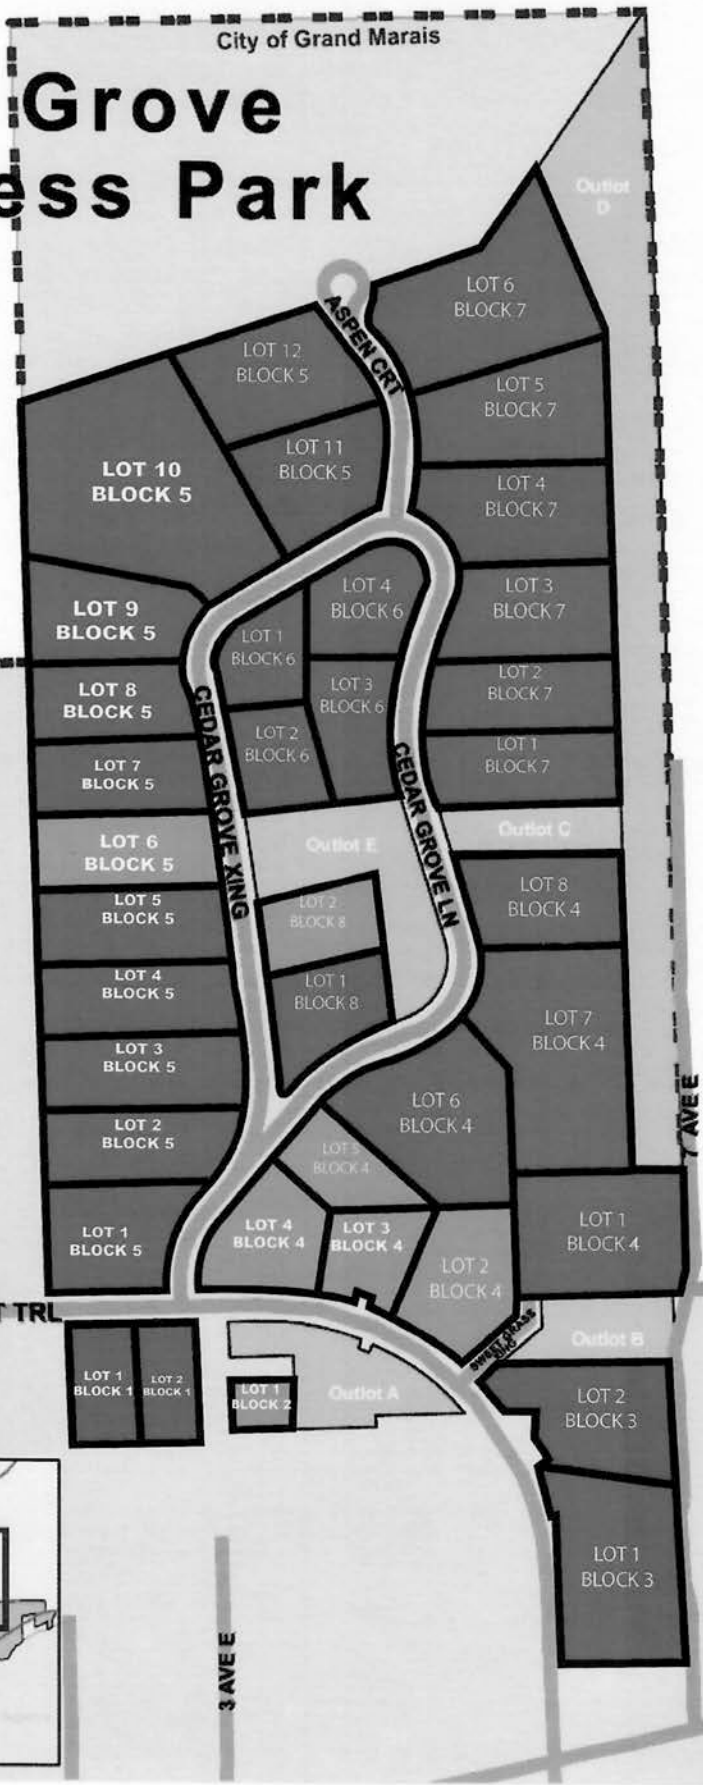 City of Grand Marais
Grove
ess Park
Outlot
D
LOT 6
BLOCK 7
ASPEN CRT
LOT 12
BLOCK 5
LOT 5
BLOCK 7
LOT 11
BLOCK 5
LOT 10
BLOCK 5
LOT 4
BLOCK 7
LOT 4
BLOCK 6
LOT 3
BLOCK 7
LOT 9
BLOCK 5
LOT 1
BLOCK 6
LOT 3
BLOCK 6
LOT 2
BLOCK 7
LOT 8
BLOCK 5
LOT 2
BLOCK 6
LOT 1
BLOCK 7
LOT 7
BLOCK 5
CEDAR GROVE XING
CEDAR GROVE LN
Outlot E
Outlot C
LOT 6
BLOCK 5
LOT 5
BLOCK 5
LOT 2
BLOCK 8
LOT 8
BLOCK 4
LOT 4
BLOCK 5
LOT 1
BLOCK 8
LOT 7
BLOCK 4
LOT 3
BLOCK 5
LOT 6
BLOCK 4
7 AVE E
LOT 2
BLOCK 5
LOT 5
BLOCK 4
LOT 1
BLOCK 5
LOT 4
BLOCK 4
LOT 3
BLOCK 4
LOT 2
BLOCK 4
LOT 1
BLOCK 4
T TRL
SWEET GRASS
Outlot B
LOT 1
BLOCK 1
LOT 2
BLOCK 1
LOT 1
BLOCK 2
Outlot A
LOT 2
BLOCK 3
LOT 1
BLOCK 3
3 AVE E